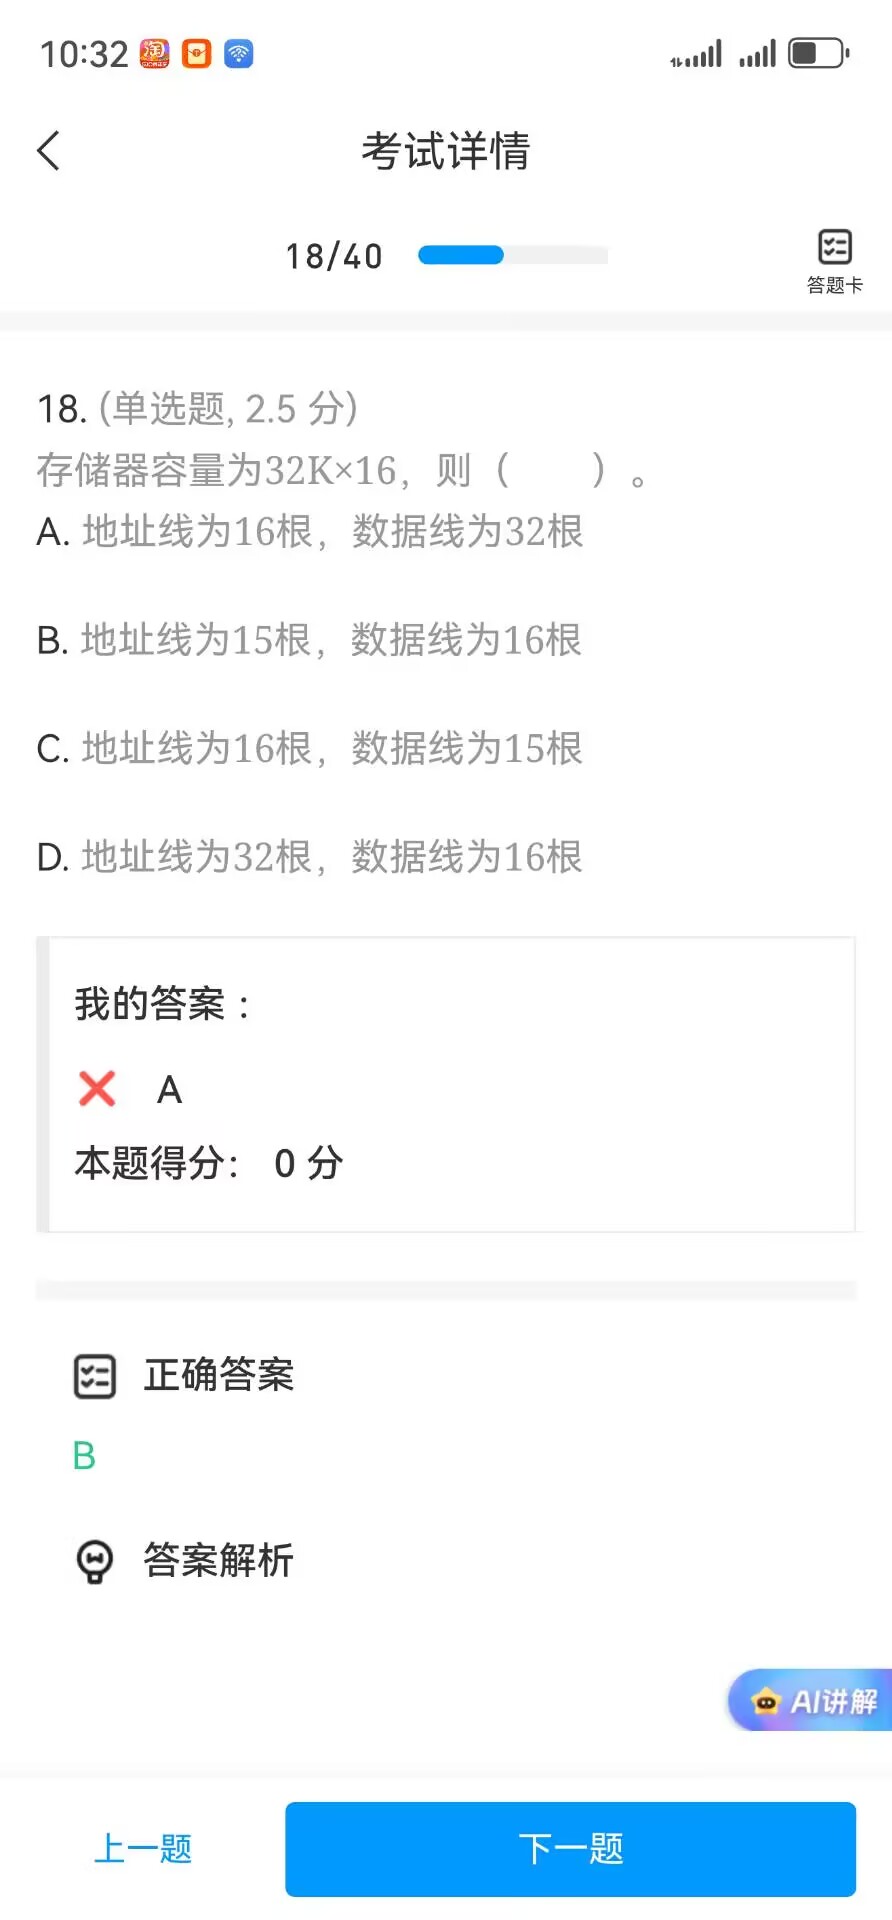 10:32
考试详情
18/40
答题卡
18. (单选题, 2.5 分)
存储器容量为32K×16，则（　　）。
A. 地址线为16根，数据线为32根
B. 地址线为15根，数据线为16根
C. 地址线为16根，数据线为15根
D. 地址线为32根，数据线为16根
我的答案：
A
本题得分： 0 分
正确答案
B
答案解析
AI讲解
上一题
下一题